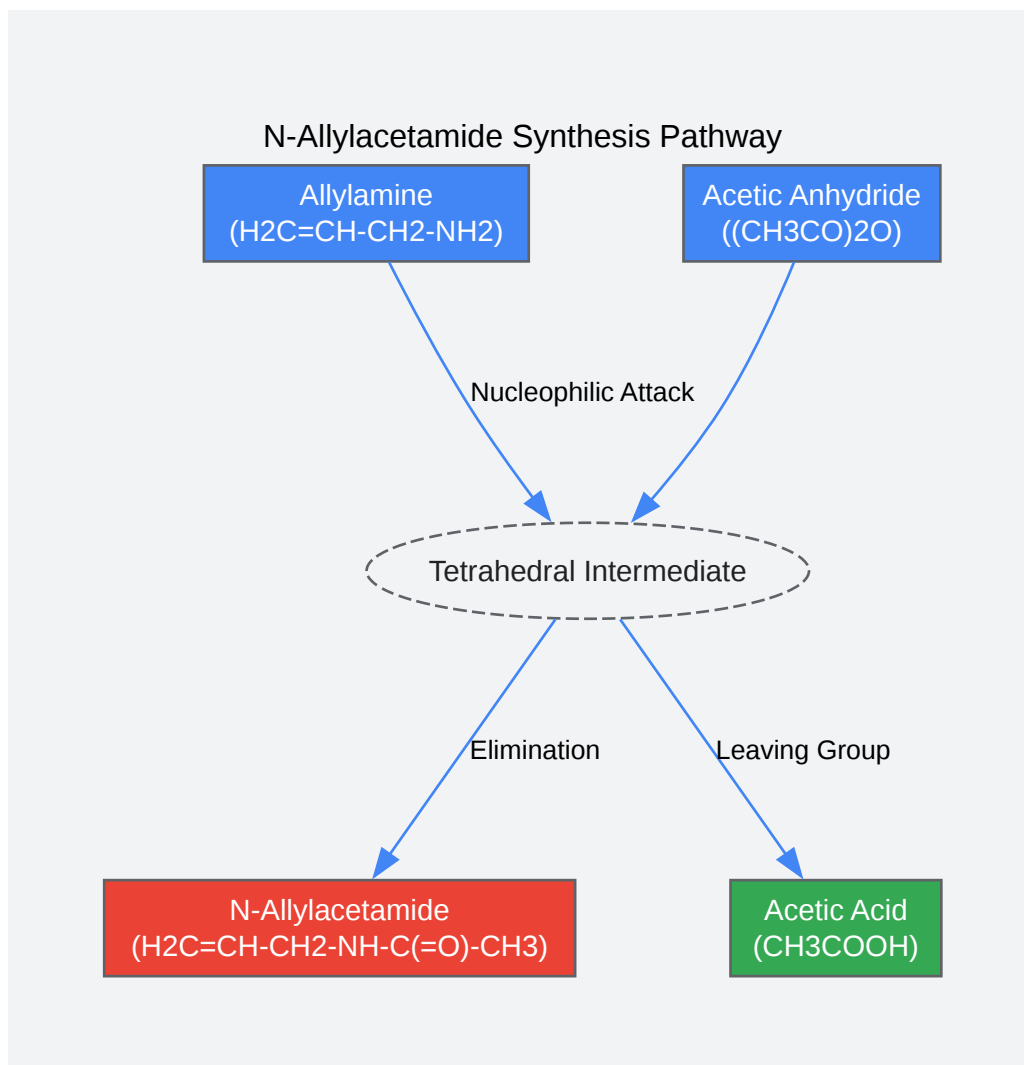 N-Allylacetamide Synthesis Pathway
Allylamine
(H2C=CH-CH2-NH2)
Acetic Anhydride
((CH3CO)2O)
Nucleophilic Attack
Tetrahedral Intermediate
Elimination
Leaving Group
N-Allylacetamide
(H2C=CH-CH2-NH-C(=O)-CH3)
Acetic Acid
(CH3COOH)